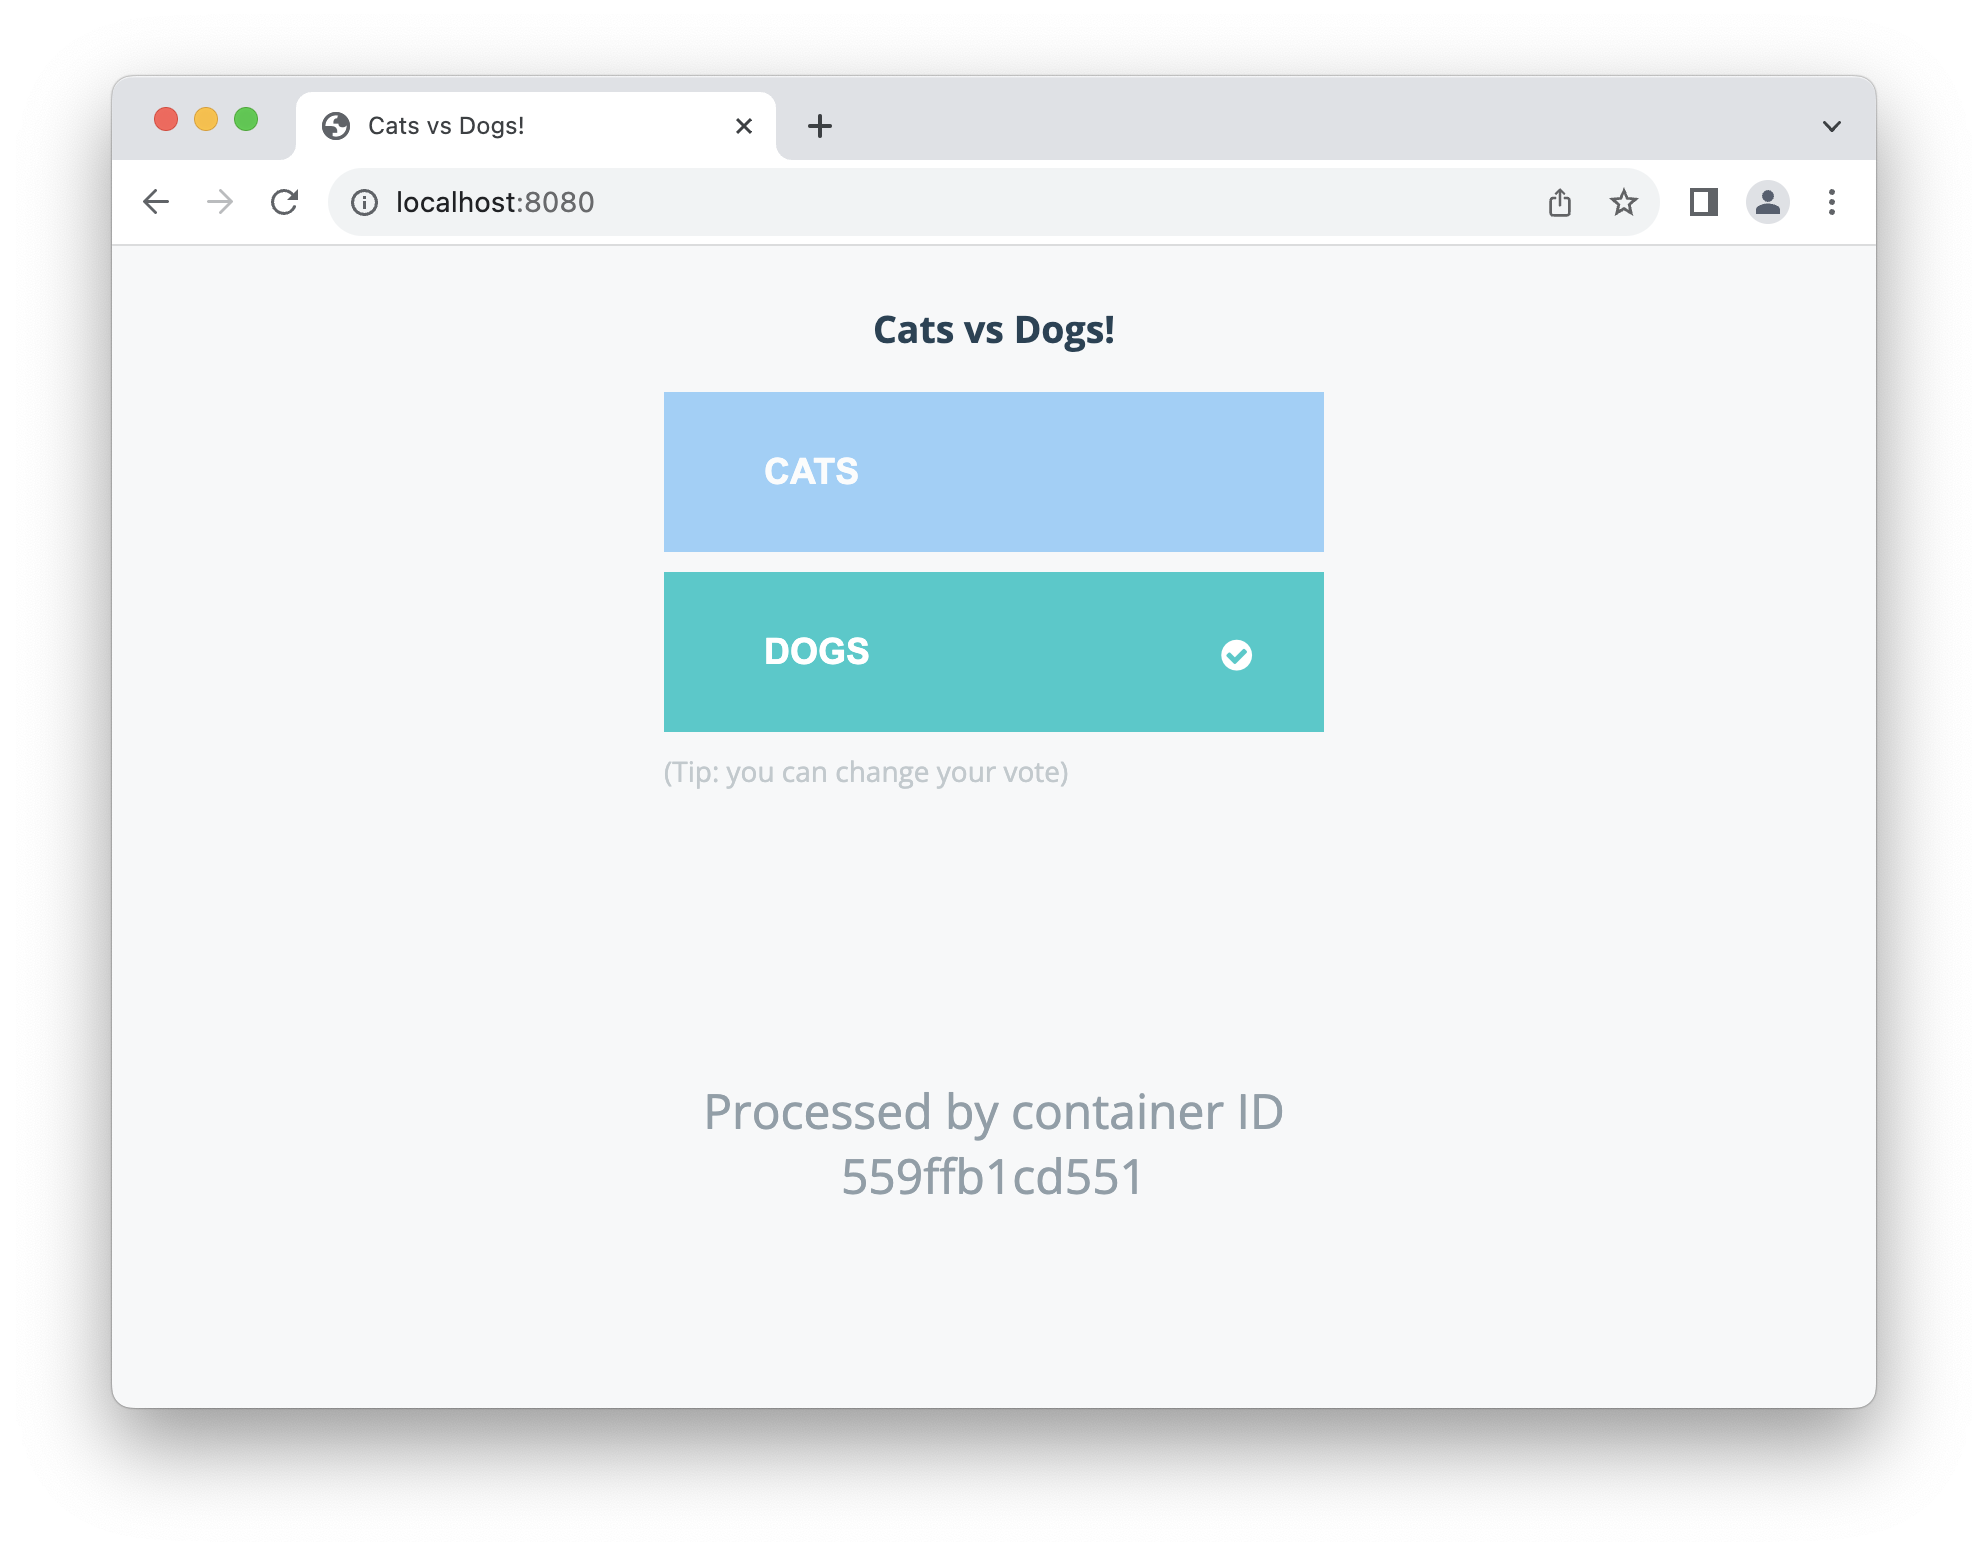 Cats vs Dogs!
localhost:8080
Cats vs Dogs!
CATS
DOGS
(Tip: you can change your vote)
Processed by container ID
559ffb1cd551